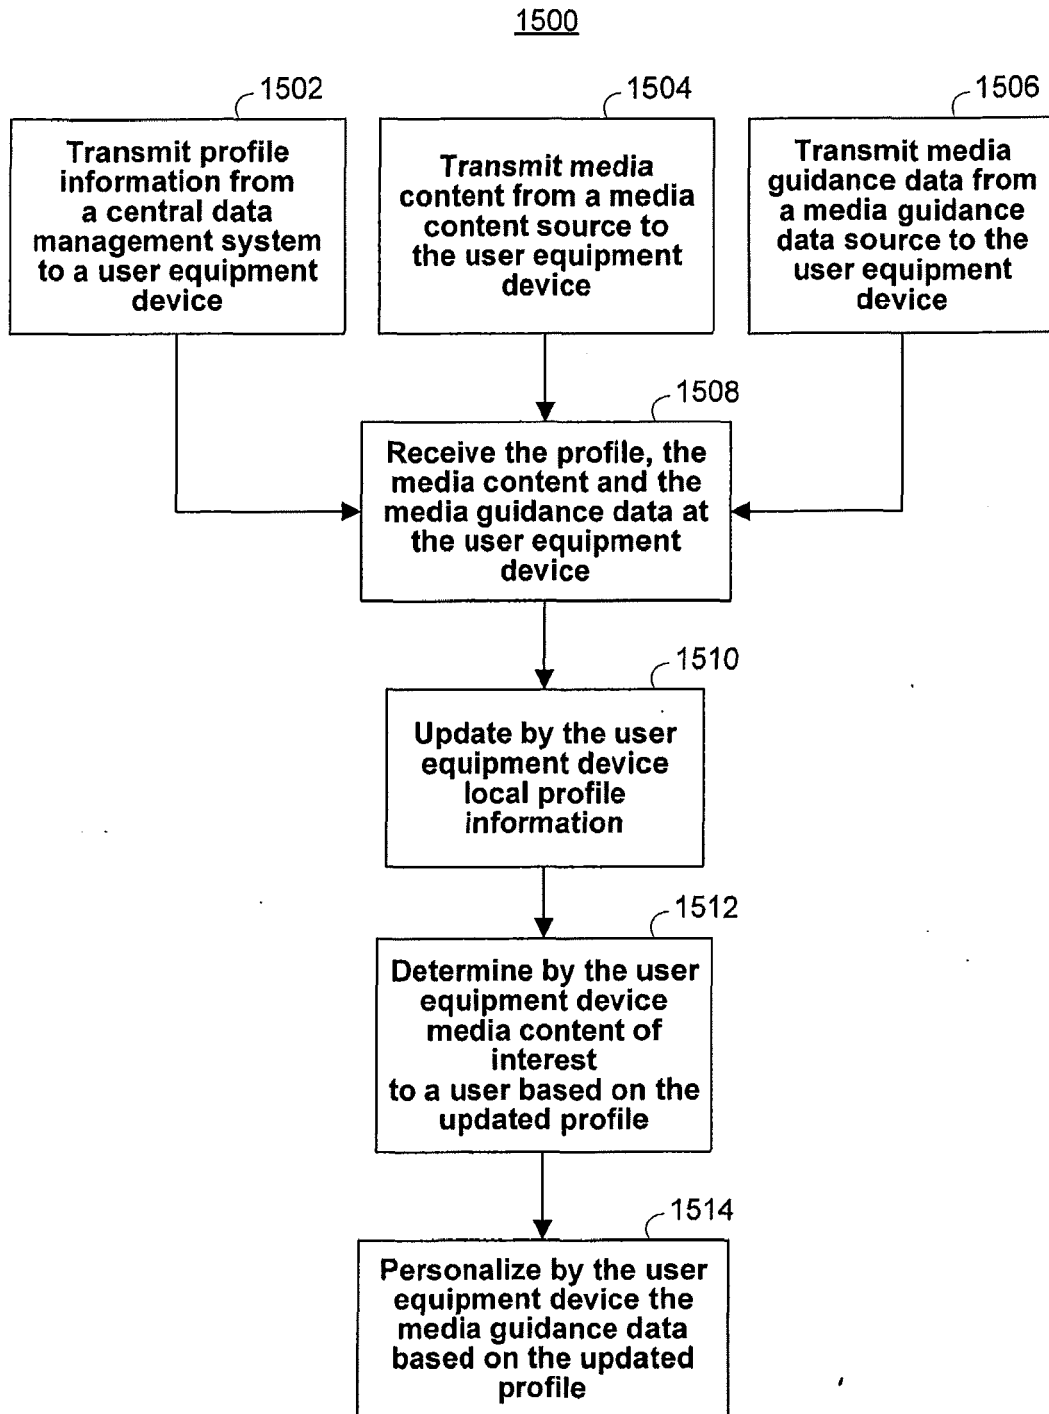 1500
1502
Transmit profile
information from
a central data
management system
to a user equipment
device
1504
Transmit media
content from a media
content source to
the user equipment
device
1506
Transmit media
guidance data from
a media guidance
data source to the
user equipment
device
1508
Receive the profile, the
media content and the
media guidance data at
the user equipment
device
1510
Update by the user
equipment device
local profile
information
1512
Determine by the user
equipment device
media content of
interest
to a user based on the
updated profile
1514
Personalize by the user
equipment device the
media guidance data
based on the updated
profile